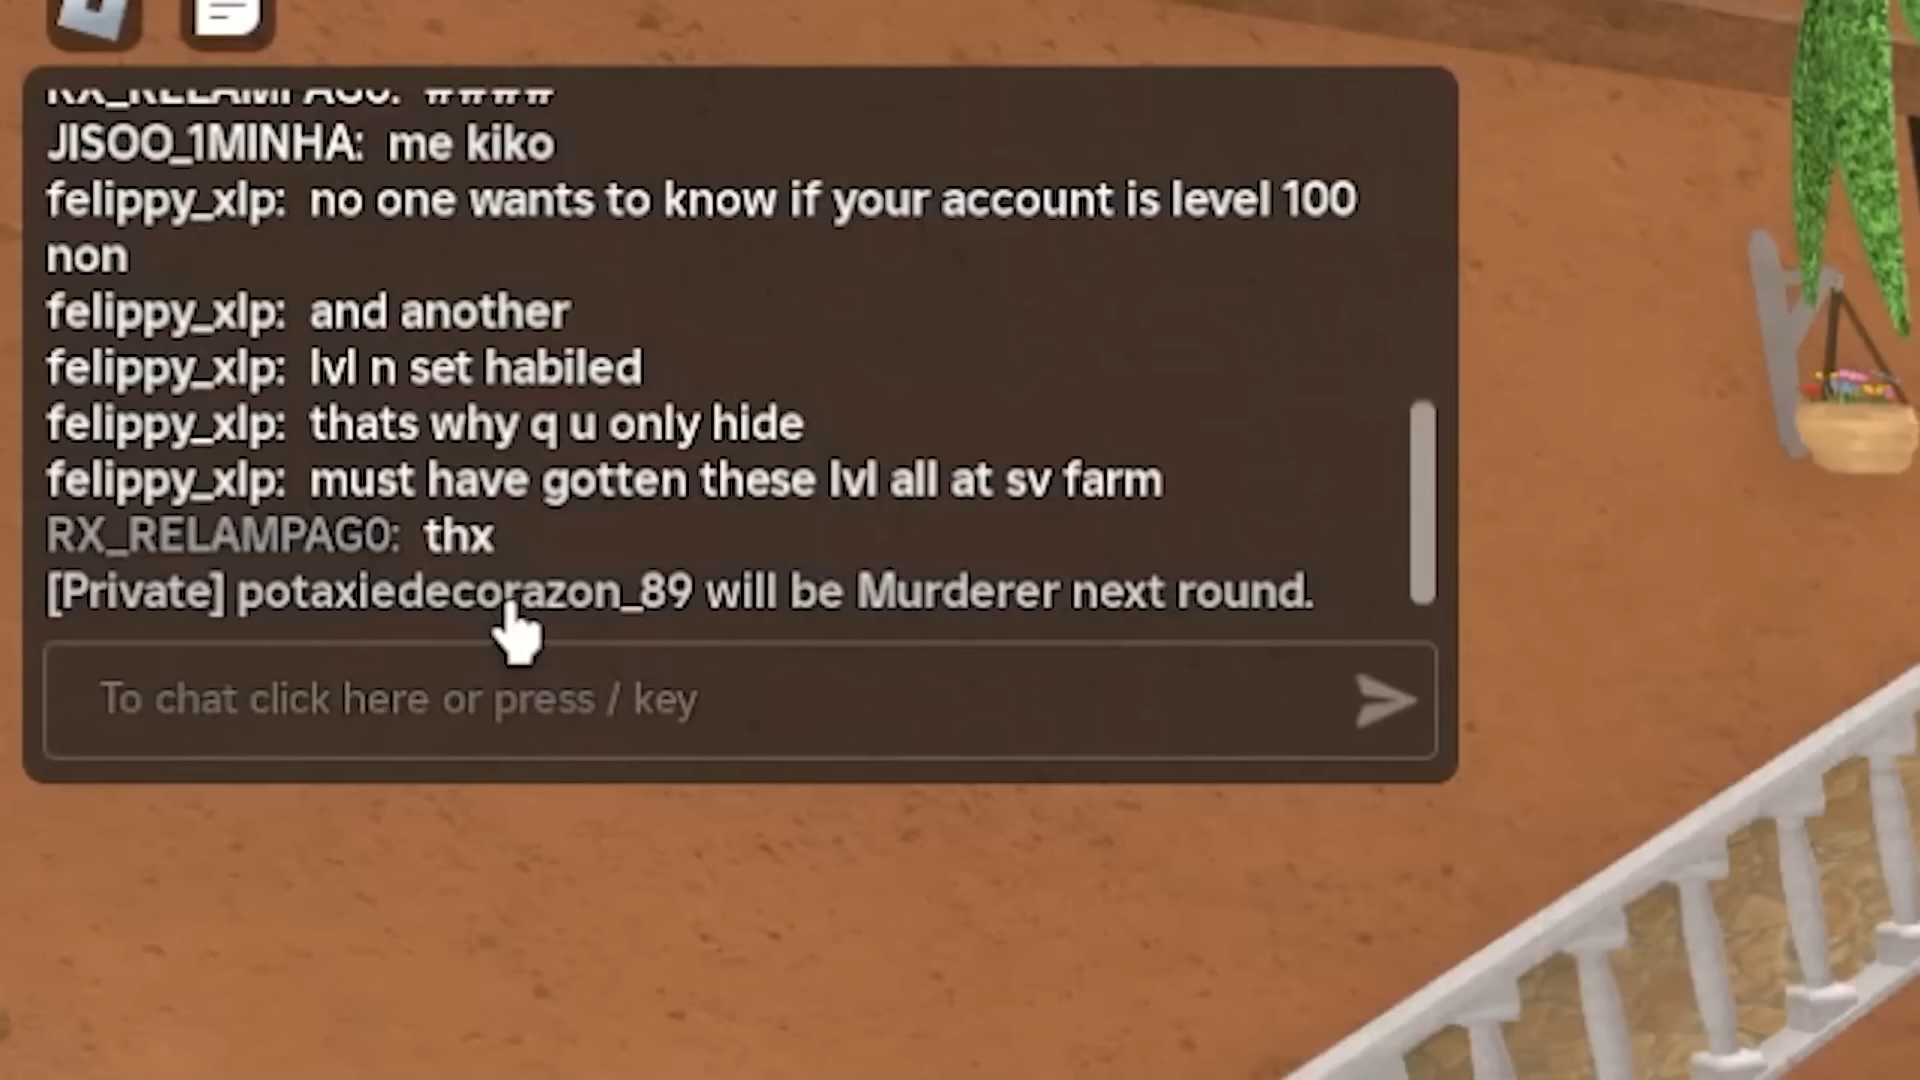 RX_RELAMPAG0: ####
JISOO_1MINHA: me kiko
felippy_xlp: no one wants to know if your account is level 100
non
felippy_xlp: and another
felippy_xlp: lvl n set habiled
felippy_xlp: thats why q u only hide
felippy_xlp: must have gotten these lvl all at sv farm
RX_RELAMPAG0: thx
[Private] potaxiedecorazon_89 will be Murderer next round.
To chat click here or press / key